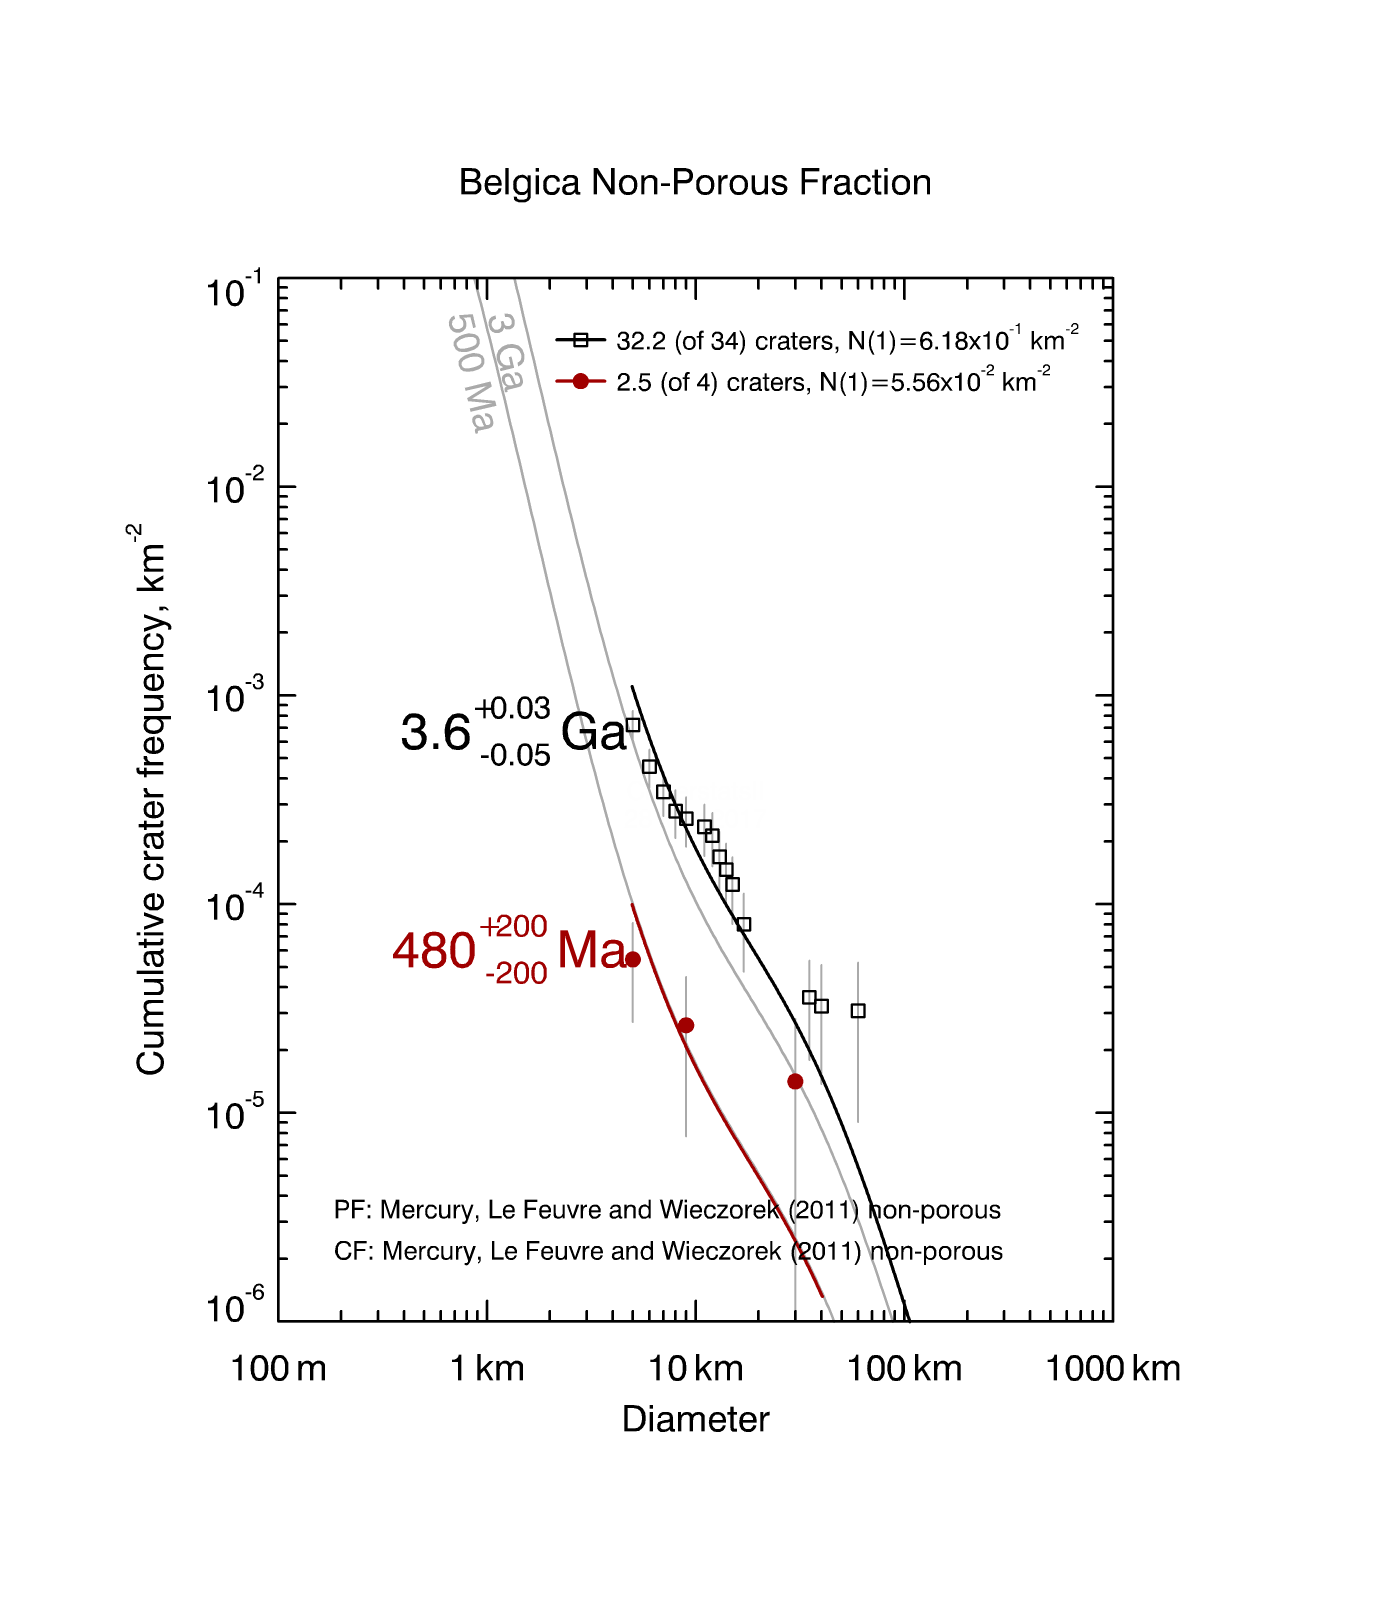 Belgica Non-Porous Fraction
10⁻¹
10⁻²
10⁻³
10⁻⁴
10⁻⁵
10⁻⁶
Cumulative crater frequency, km⁻²
3 Ga
500 Ma
32.2 (of 34) craters, N(1)=6.18x10⁻¹ km⁻²
2.5 (of 4) craters, N(1)=5.56x10⁻² km⁻²
3.6 +0.03 -0.05 Ga
480 +200 -200 Ma
PF: Mercury, Le Feuvre and Wieczorek (2011) non-porous
CF: Mercury, Le Feuvre and Wieczorek (2011) non-porous
100 m 1 km 10 km 100 km 1000 km
Diameter